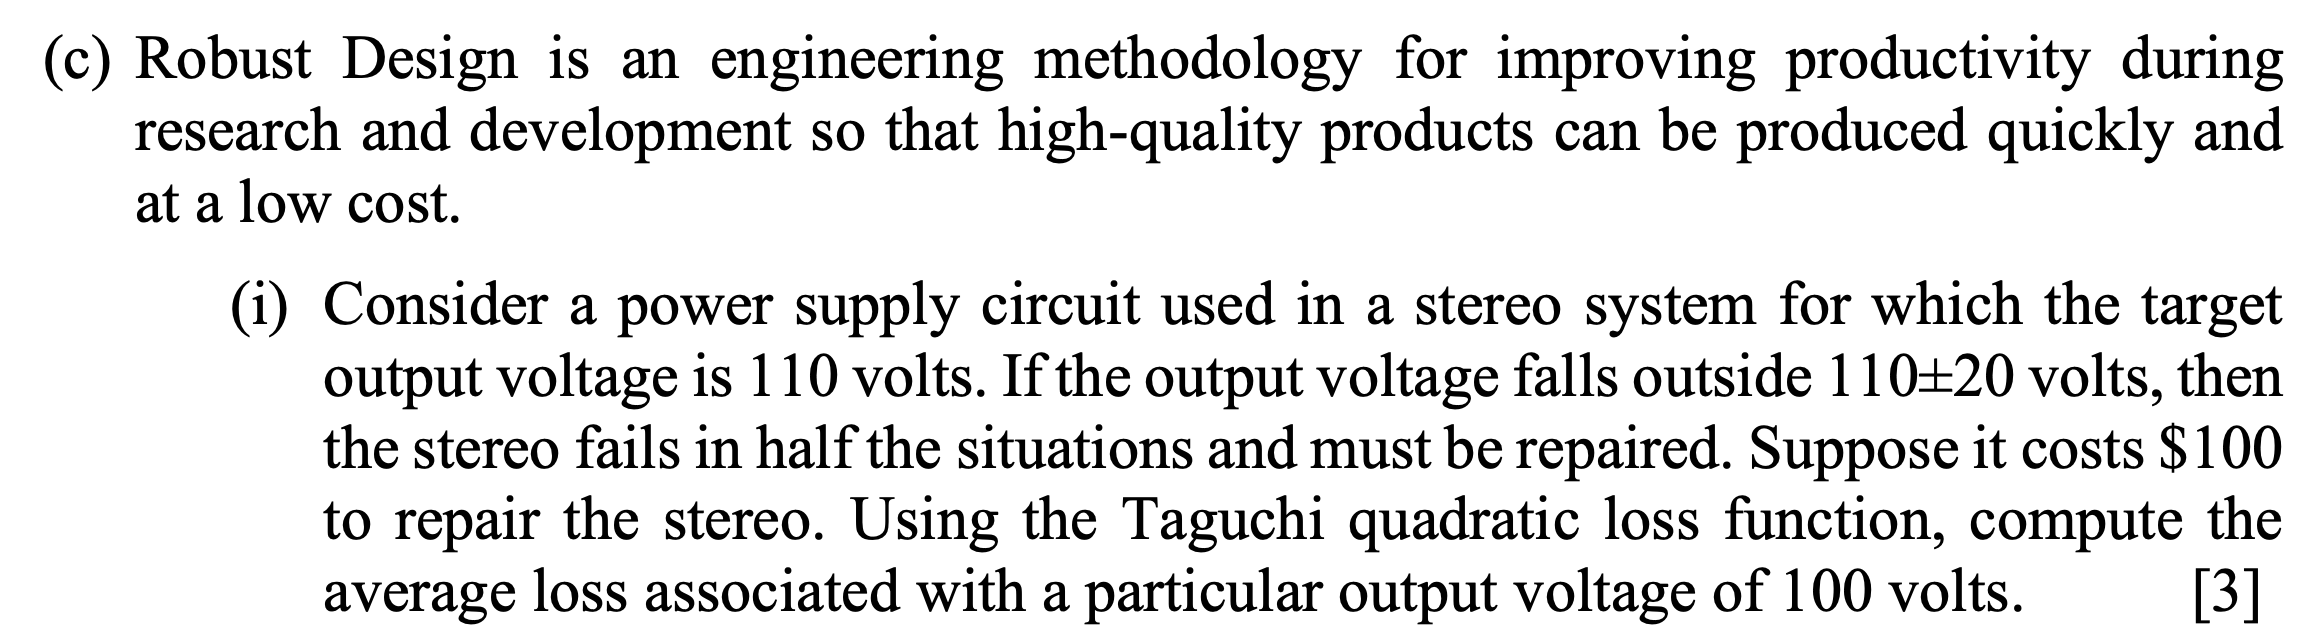 (c) Robust Design is an engineering methodology for improving productivity during
research and development so that high-quality products can be produced quickly and
at a low cost.
(i) Consider a power supply circuit used in a stereo system for which the target
output voltage is 110 volts. If the output voltage falls outside 110±20 volts, then
the stereo fails in half the situations and must be repaired. Suppose it costs $100
to repair the stereo. Using the Taguchi quadratic loss function, compute the
average loss associated with a particular output voltage of 100 volts. [3]